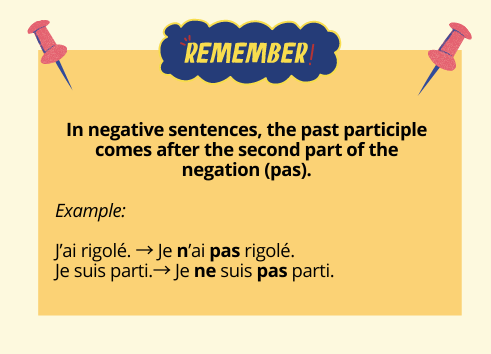 REMEMBER!
In negative sentences, the past participle
comes after the second part of the
negation (pas).
Example:
J'ai rigolé. → Je n'ai pas rigolé.
Je suis parti.→ Je ne suis pas parti.